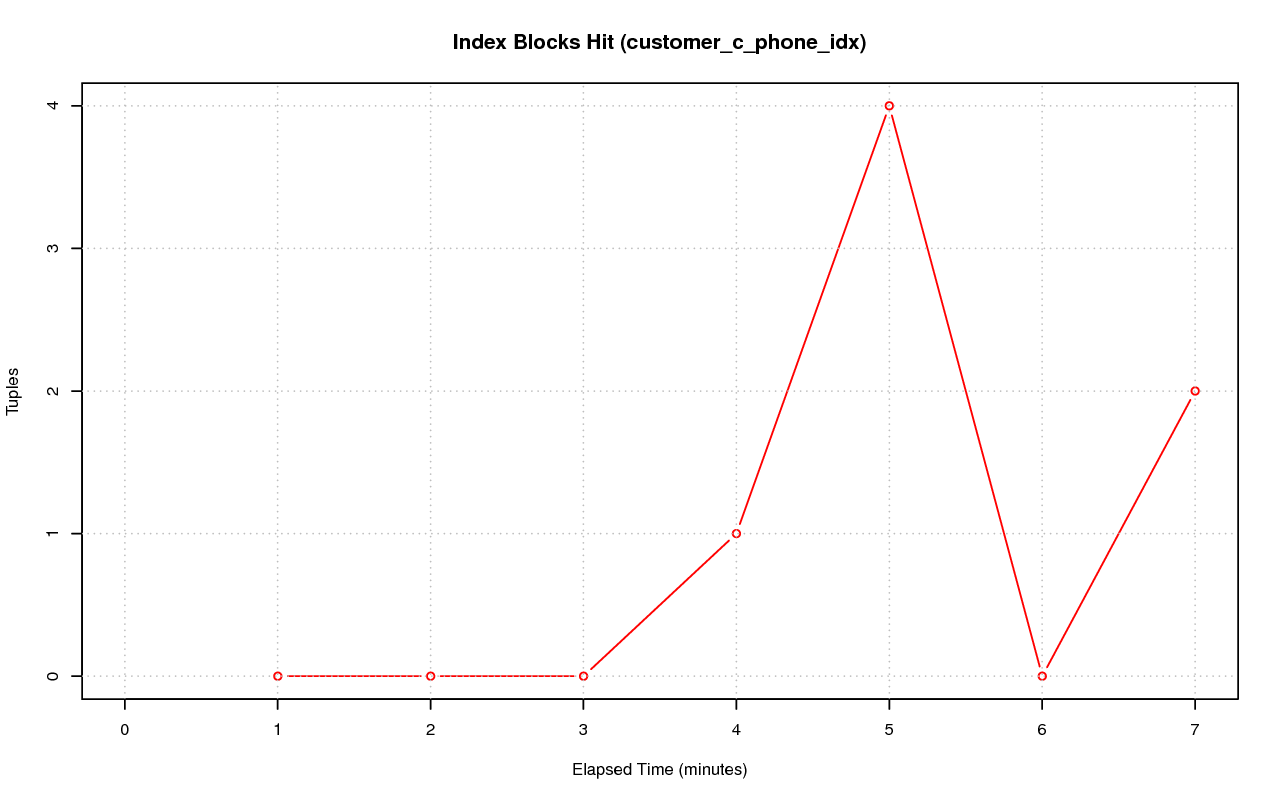 Index Blocks Hit (customer_c_phone_idx)
4
3
2
1
0
Tuples
0 1 2 3 4 5 6 7
Elapsed Time (minutes)